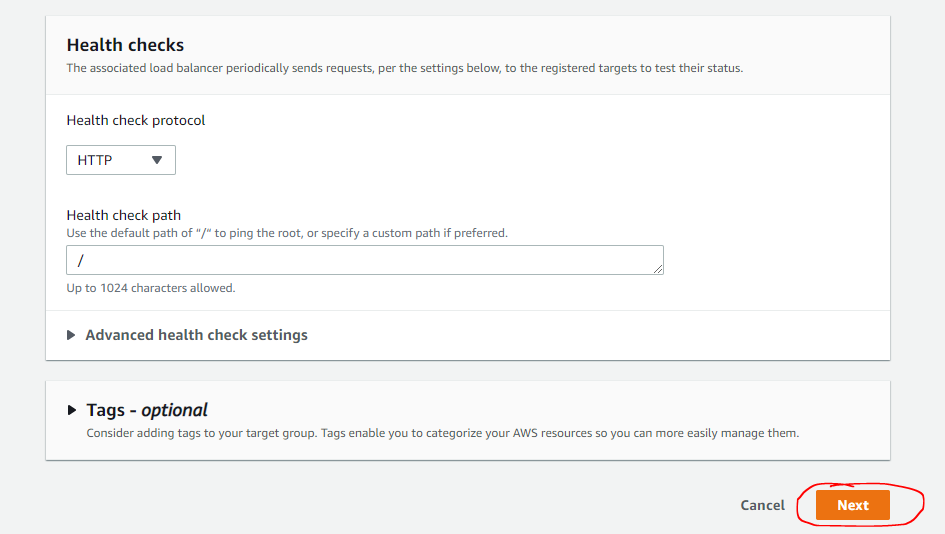 Health checks
The associated load balancer periodically sends requests, per the settings below, to the registered targets to test their status.
Health check protocol
HTTP
Health check path
Use the default path of "/" to ping the root, or specify a custom path if preferred.
/
Up to 1024 characters allowed.
Advanced health check settings
Tags - optional
Consider adding tags to your target group. Tags enable you to categorize your AWS resources so you can more easily manage them.
Cancel Next